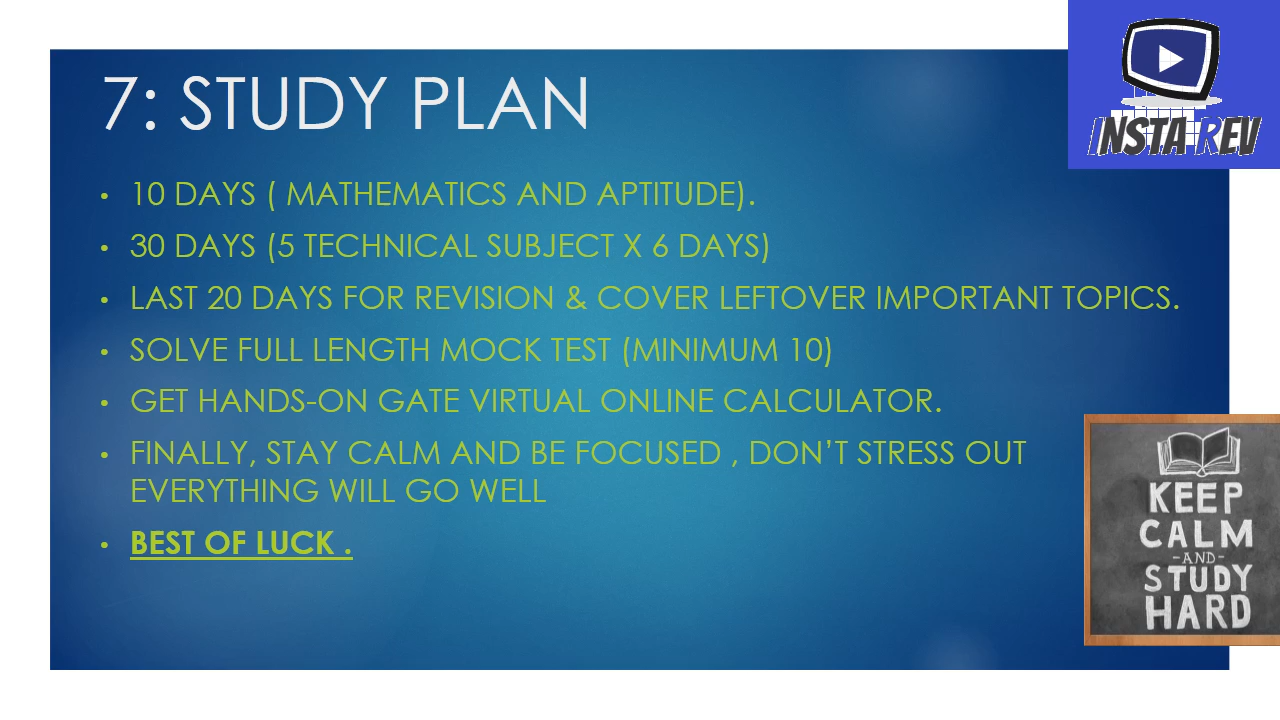 7: STUDY PLAN
INSTA REV
• 10 DAYS ( MATHEMATICS AND APTITUDE).
• 30 DAYS (5 TECHNICAL SUBJECT X 6 DAYS)
• LAST 20 DAYS FOR REVISION & COVER LEFTOVER IMPORTANT TOPICS.
• SOLVE FULL LENGTH MOCK TEST (MINIMUM 10)
• GET HANDS-ON GATE VIRTUAL ONLINE CALCULATOR.
• FINALLY, STAY CALM AND BE FOCUSED , DON’T STRESS OUT
EVERYTHING WILL GO WELL
• BEST OF LUCK .
KEEP
CALM
-AND-
STUDY
HARD